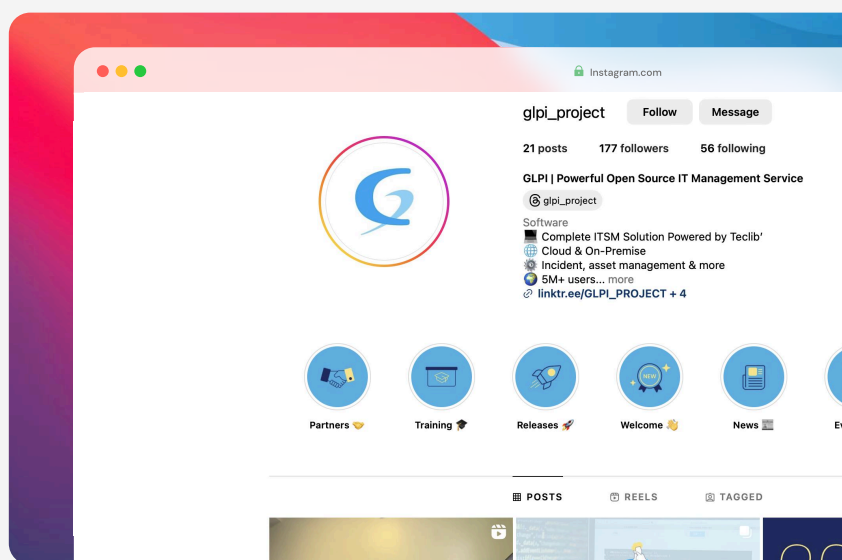 Instagram.com
glpi_project Follow Message
21 posts 177 followers 56 following
GLPI | Powerful Open Source IT Management Service
glpi_project
Software
Complete ITSM Solution Powered by Teclib'
Cloud & On-Premise
Incident, asset management & more
5M+ users... more
linktr.ee/GLPI_PROJECT + 4
NEW
Partners Training Releases Welcome News
POSTS REELS TAGGED